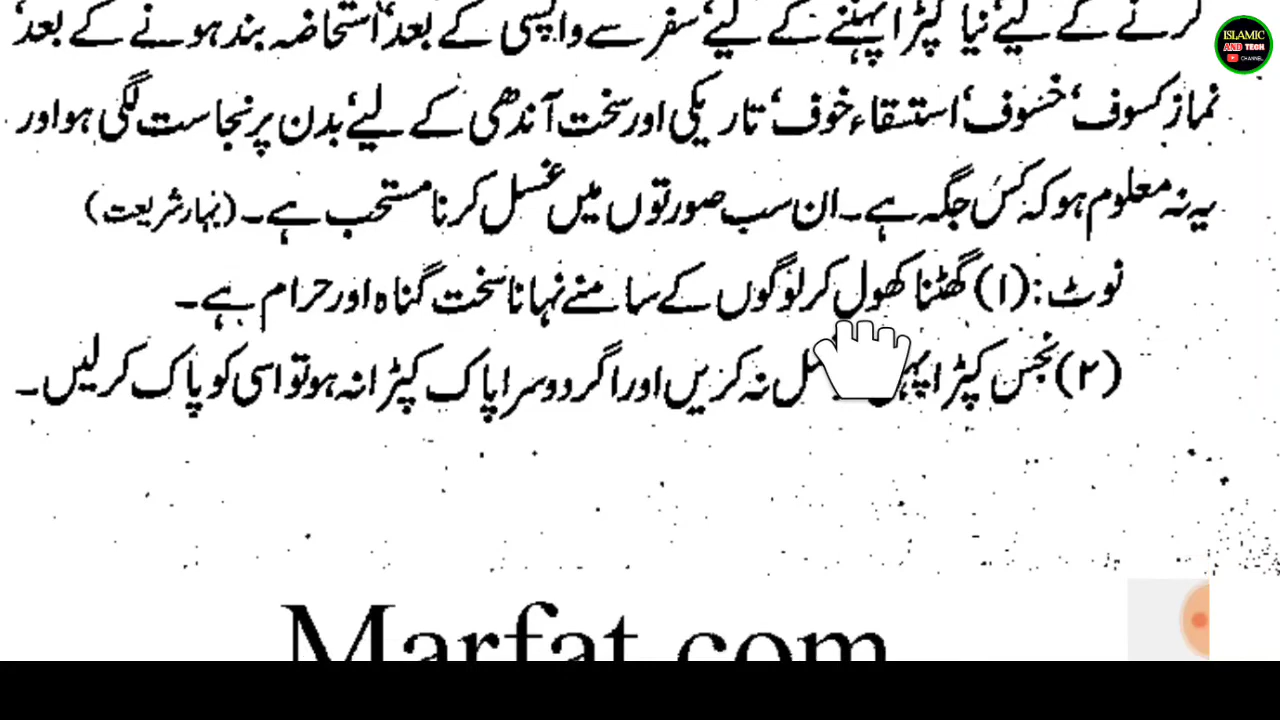 کرنے کے لیے‘ نیا کپڑا پہننے کے لیے‘ سفر سے واپسی کے بعد‘ استحاضہ بند ہونے کے بعد‘
نماز کسوف‘ خسوف‘ استسقاء‘ خوف‘ تاریکی اور سخت آندھی کے لیے‘ بدن پر نجاست لگی ہو اور
یہ نہ معلوم ہو کہ کس جگہ ہے۔ ان سب صورتوں میں غسل کرنا مستحب ہے۔ (بہار شریعت)
نوٹ: (۱) گھٹنا کھول کر لوگوں کے سامنے نہانا سخت گناہ اور حرام ہے۔
(۲) نجس کپڑا نہ کریں اور اگر دوسرا پاک کپڑا نہ ہو تو اسی کو پاک کر لیں۔
Marfat.com
ISLAMIC
AND TECH
CHANNEL